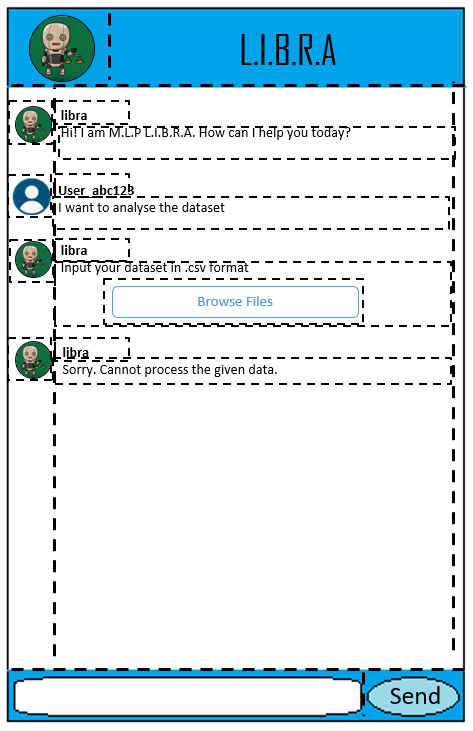 L.I.B.R.A
libra
Hi! I am M.L.P L.I.B.R.A. How can I help you today?
User_abc123
I want to analyse the dataset
libra
Input your dataset in .csv format
Browse Files
libra
Sorry. Cannot process the given data.
Send